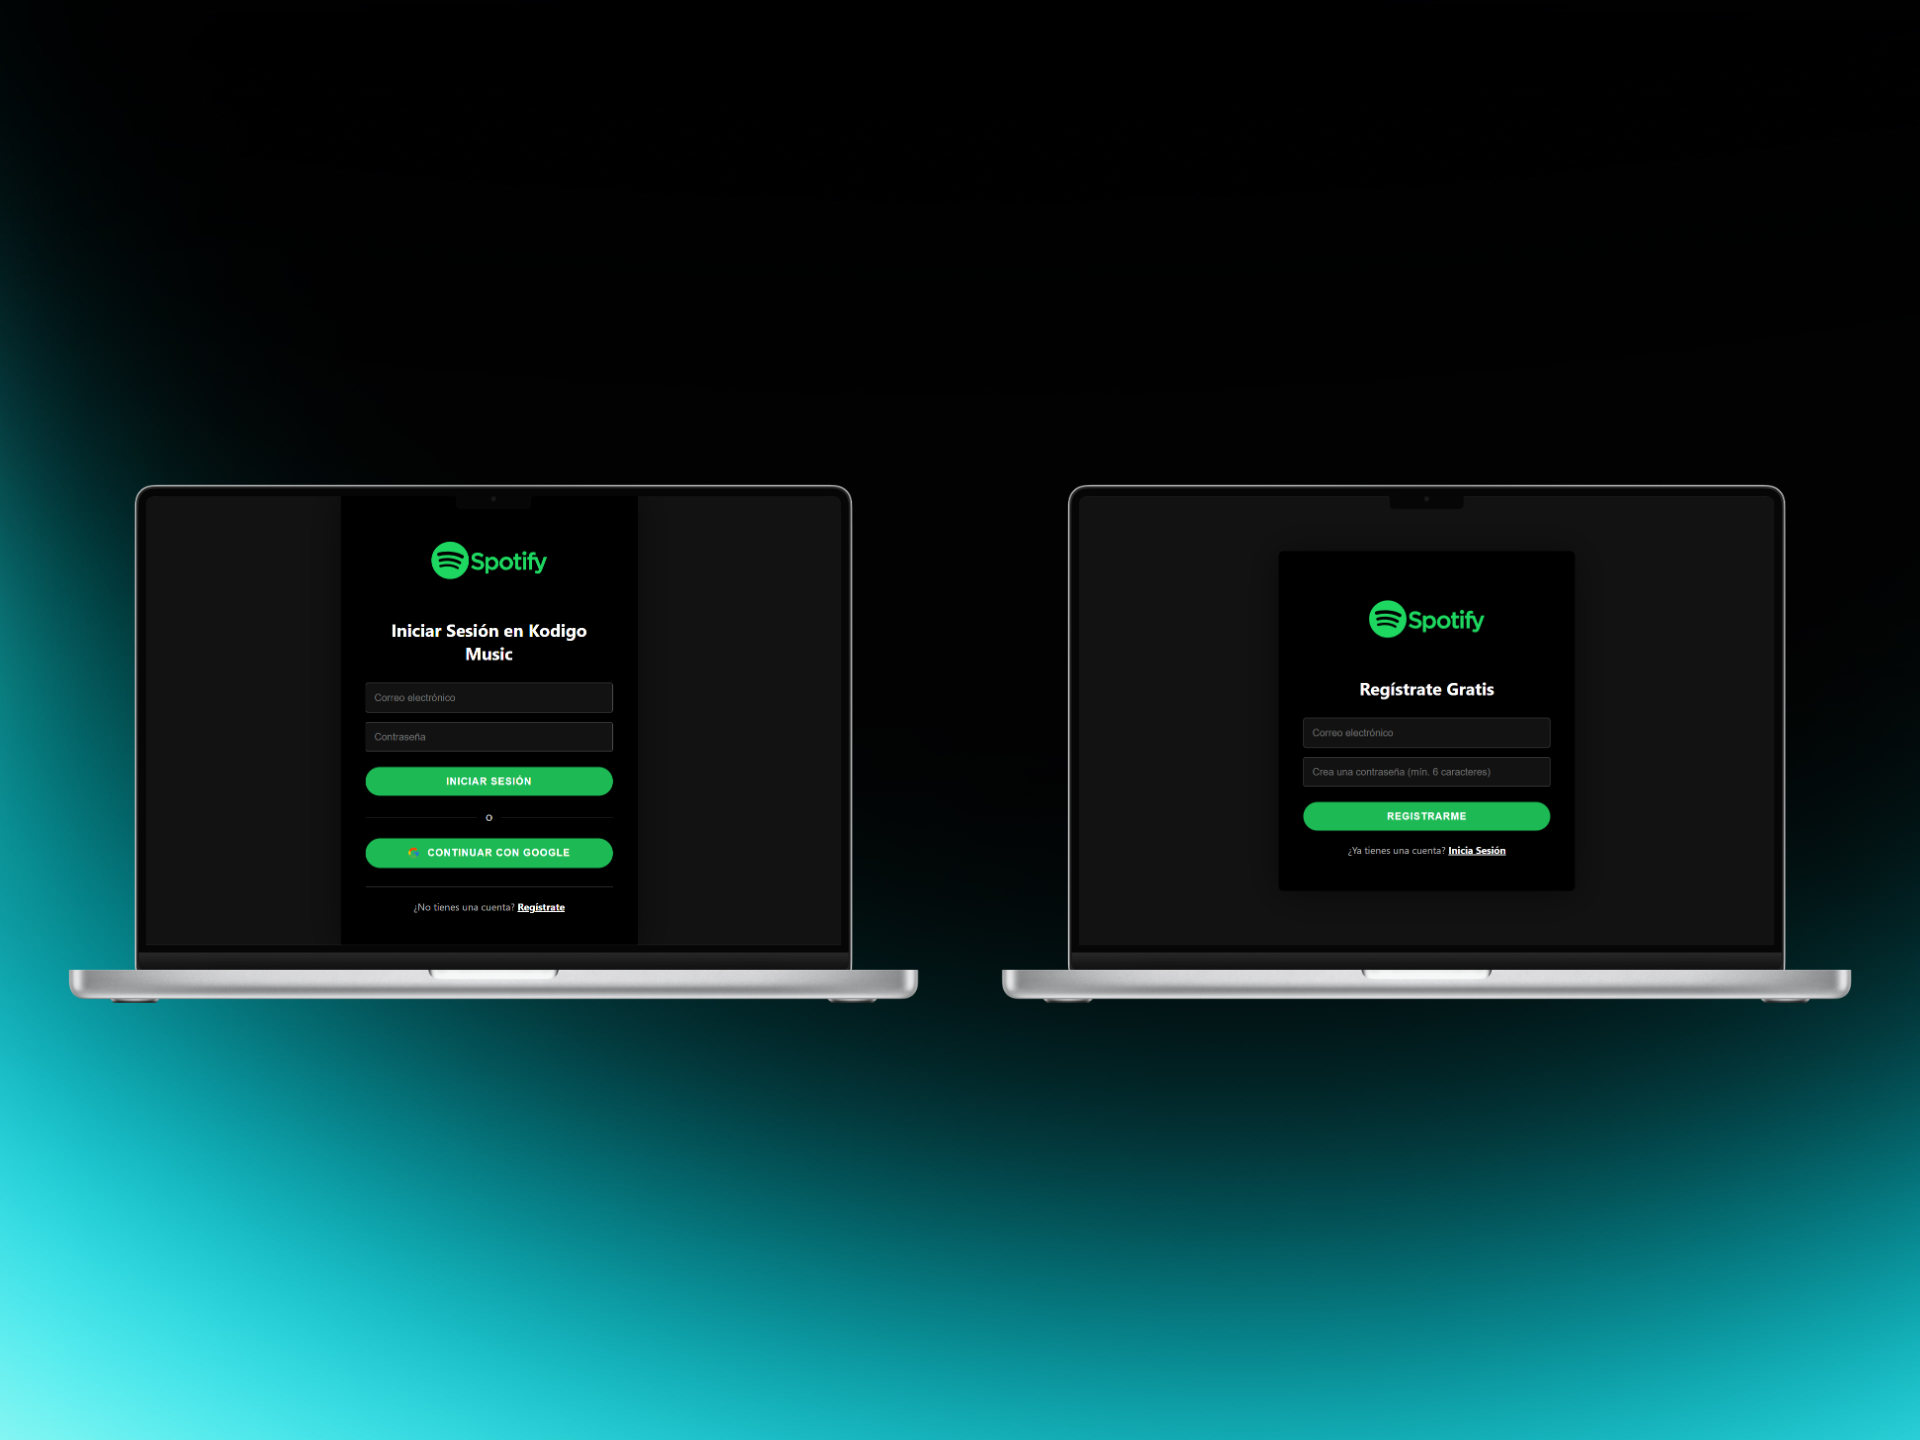 Spotify
Iniciar Sesión en Kodigo
Music
Correo electrónico
Contraseña
INICIAR SESIÓN
O
CONTINUAR CON GOOGLE
¿No tienes una cuenta? Regístrate
Spotify
Regístrate Gratis
Correo electrónico
Crea una contraseña (mín. 6 caracteres)
REGISTRARME
¿Ya tienes una cuenta? Inicia Sesión